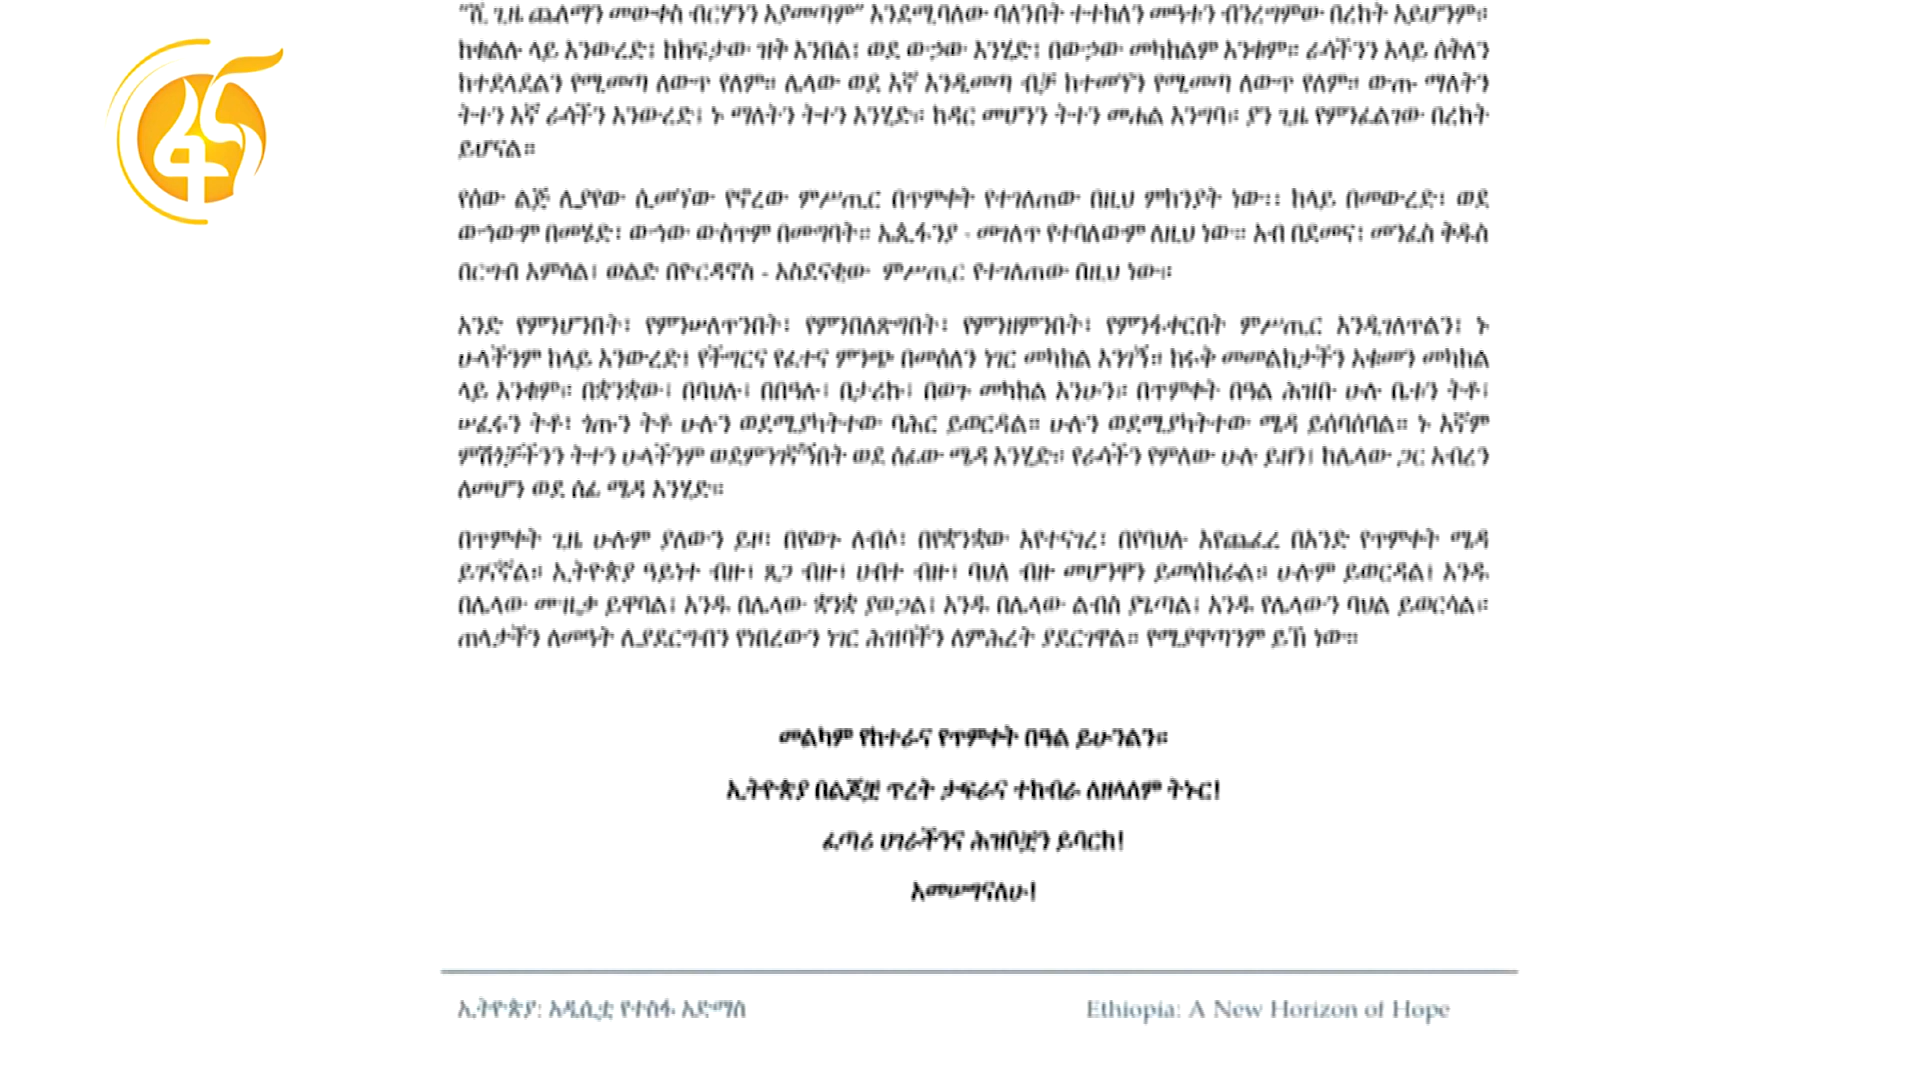 "ሺ ጊዜ ጨለማን መውቀስ ብርሃንን አያመጣም" እንደሚባለው ባለንበት ተተክለን መዓቱን ብንረግምው በረከት አይሆንም።
ከቁልሉ ላይ እንውረድ፤ ከከፍታው ዝቅ እንበል፤ ወደ ውኃው እንሂድ፤ በውኃው መካከልም እንቁም። ራሳችንን እላይ ሰቅለን
ከተደላደልን የሚመጣ ለውጥ የለም። ሌላው ወደ እኛ እንዲመጣ ብቻ ከተመኘን የሚመጣ ለውጥ የለም። ውጡ ማለትን
ትተን እኛ ራሳችን እንውረድ፤ ኑ ማለትን ትተን እንሂድ። ከዳር መሆንን ትተን መሐል እንግባ። ያን ጊዜ የምንፈልገው በረከት
ይሆናል።
የሰው ልጅ ሊያየው ሲመኘው የኖረው ምሥጢር በጥምቀት የተገለጠው በዚህ ምክንያት ነው፡፡ ከላይ በመውረድ፤ ወደ
ውኃውም በመሄድ፤ ውኃው ውስጥም በመግባት። ኤጲፋንያ - መገለጥ የተባለውም ለዚህ ነው። አብ በደመና፤ መንፈስ ቅዱስ
በርግብ አምሳል፤ ወልድ በዮርዳኖስ - አስደናቂው ምሥጢር የተገለጠው በዚህ ነው።
አንድ የምንሆንበት፤ የምንሠለጥንበት፤ የምንበለጽግበት፤ የምንዘምንበት፤ የምንፋቀርበት ምሥጢር እንዲገለጥልን፤ ኑ
ሁላችንም ከላይ እንውረድ፤ የችግርና የፈተና ምንጭ በመሰለን ነገር መካከል እንገኝ። ከሩቅ መመልከታችን አቁመን መካከል
ላይ እንቁም። በቋንቋው፤ በባህሉ፤ በበዓሉ፤ በታሪኩ፤ በወጉ መካከል እንሁን። በጥምቀት በዓል ሕዝቡ ሁሉ ቤቱን ትቶ፤
ሠፈሩን ትቶ፤ ጎጡን ትቶ ሁሉን ወደሚያካትተው ባሕር ይወርዳል። ሁሉን ወደሚያካትተው ሜዳ ይሰባሰባል። ኑ እኛም
ምሽጎቻችንን ትተን ሁላችንም ወደምንገኛኝበት ወደ ሰፊው ሜዳ እንሂድ። የራሳችን የምለው ሁሉ ይዘን፤ ከሌላው ጋር አብረን
ለመሆን ወደ ሰፊ ሜዳ እንሂድ።
በጥምቀት ጊዜ ሁሉም ያለውን ይዞ፤ በየወጉ ለብሶ፤ በየቋንቋው እየተናገረ፤ በየባህሉ እየጨፈረ በአንድ የጥምቀት ሜዳ
ይገናኛል። ኢትዮጵያ ዓይነተ ብዙ፤ ጸጋ ብዙ፤ ሀብተ ብዙ፤ ባህለ ብዙ መሆንዋን ይመሰክራል። ሁሉም ይወርዳል፤ አንዱ
በሌላው ሙዚቃ ይዋባል፤ አንዱ በሌላው ቋንቋ ያወጋል፤ አንዱ በሌላው ልብስ ያጌጣል፤ አንዱ የሌላውን ባህል ይወርሳል።
ጠላታችን ለመዓት ሊያደርግብን የነበረውን ነገር ሕዝባችን ለምሕረት ያደርገዋል። የሚያዋጣንም ይኸ ነው።
መልካም የከተራና የጥምቀት በዓል ይሁንልን።
ኢትዮጵያ በልጆቿ ጥረት ታፍራና ተከብራ ለዘላለም ትኑር!
ፈጣሪ ሀገራችንና ሕዝቦቿን ይባርክ!
አመሠግናለሁ!
ኢትዮጵያ: አዲሲቷ የተስፋ አድማስ
Ethiopia: A New Horizon of Hope